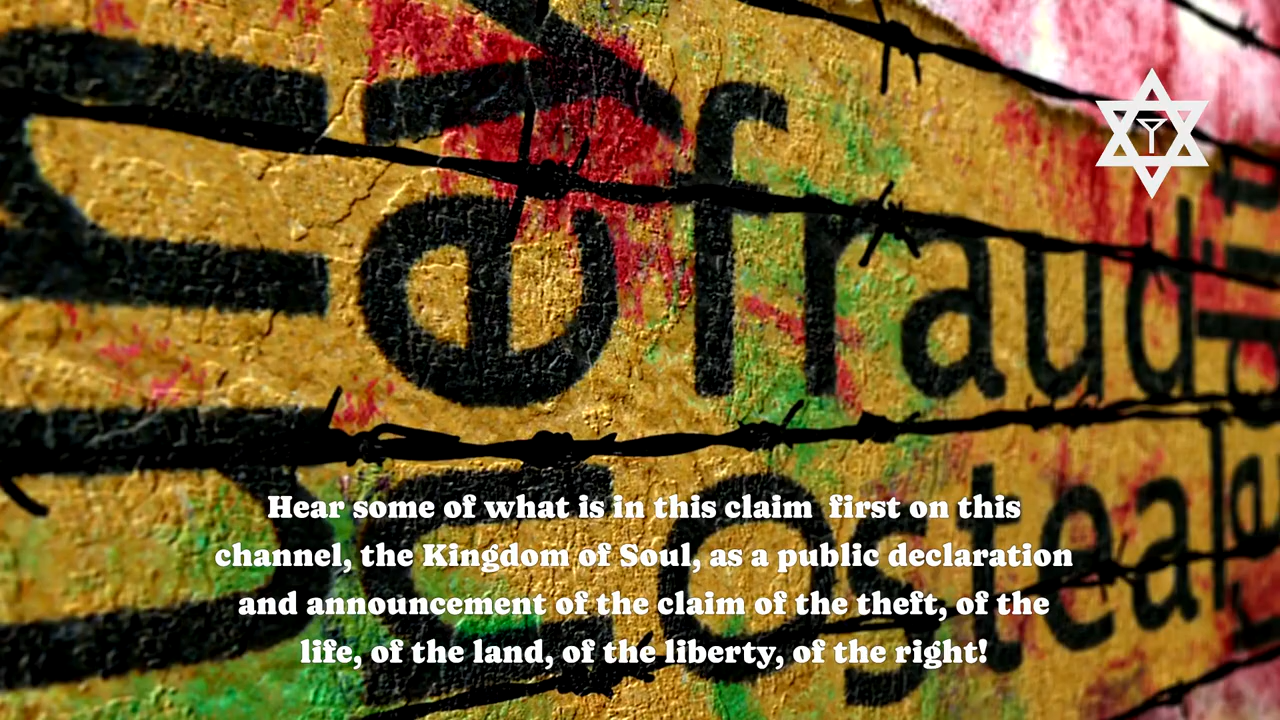 fraud
steal
Hear some of what is in this claim  first on this
channel, the Kingdom of Soul, as a public declaration
and announcement of the claim of the theft, of the
life, of the land, of the liberty, of the right!